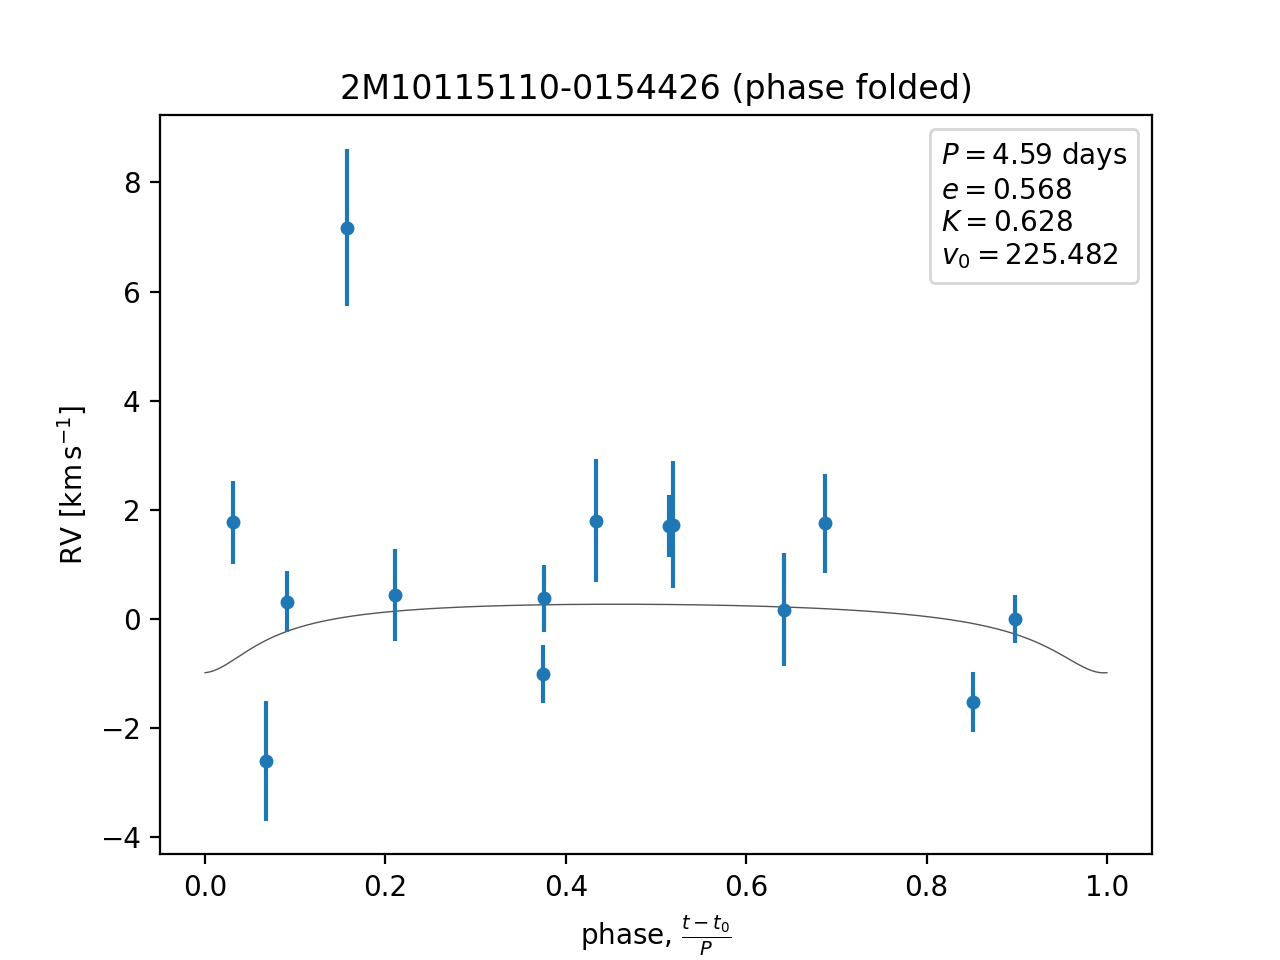 2M10115110-0154426 (phase folded)
P = 4.59 days
e = 0.568
K = 0.628
v₀ = 225.482
8
6
4
2
0
−2
−4
RV [km s⁻¹]
0.0 0.2 0.4 0.6 0.8 1.0
phase, (t − t₀)/P